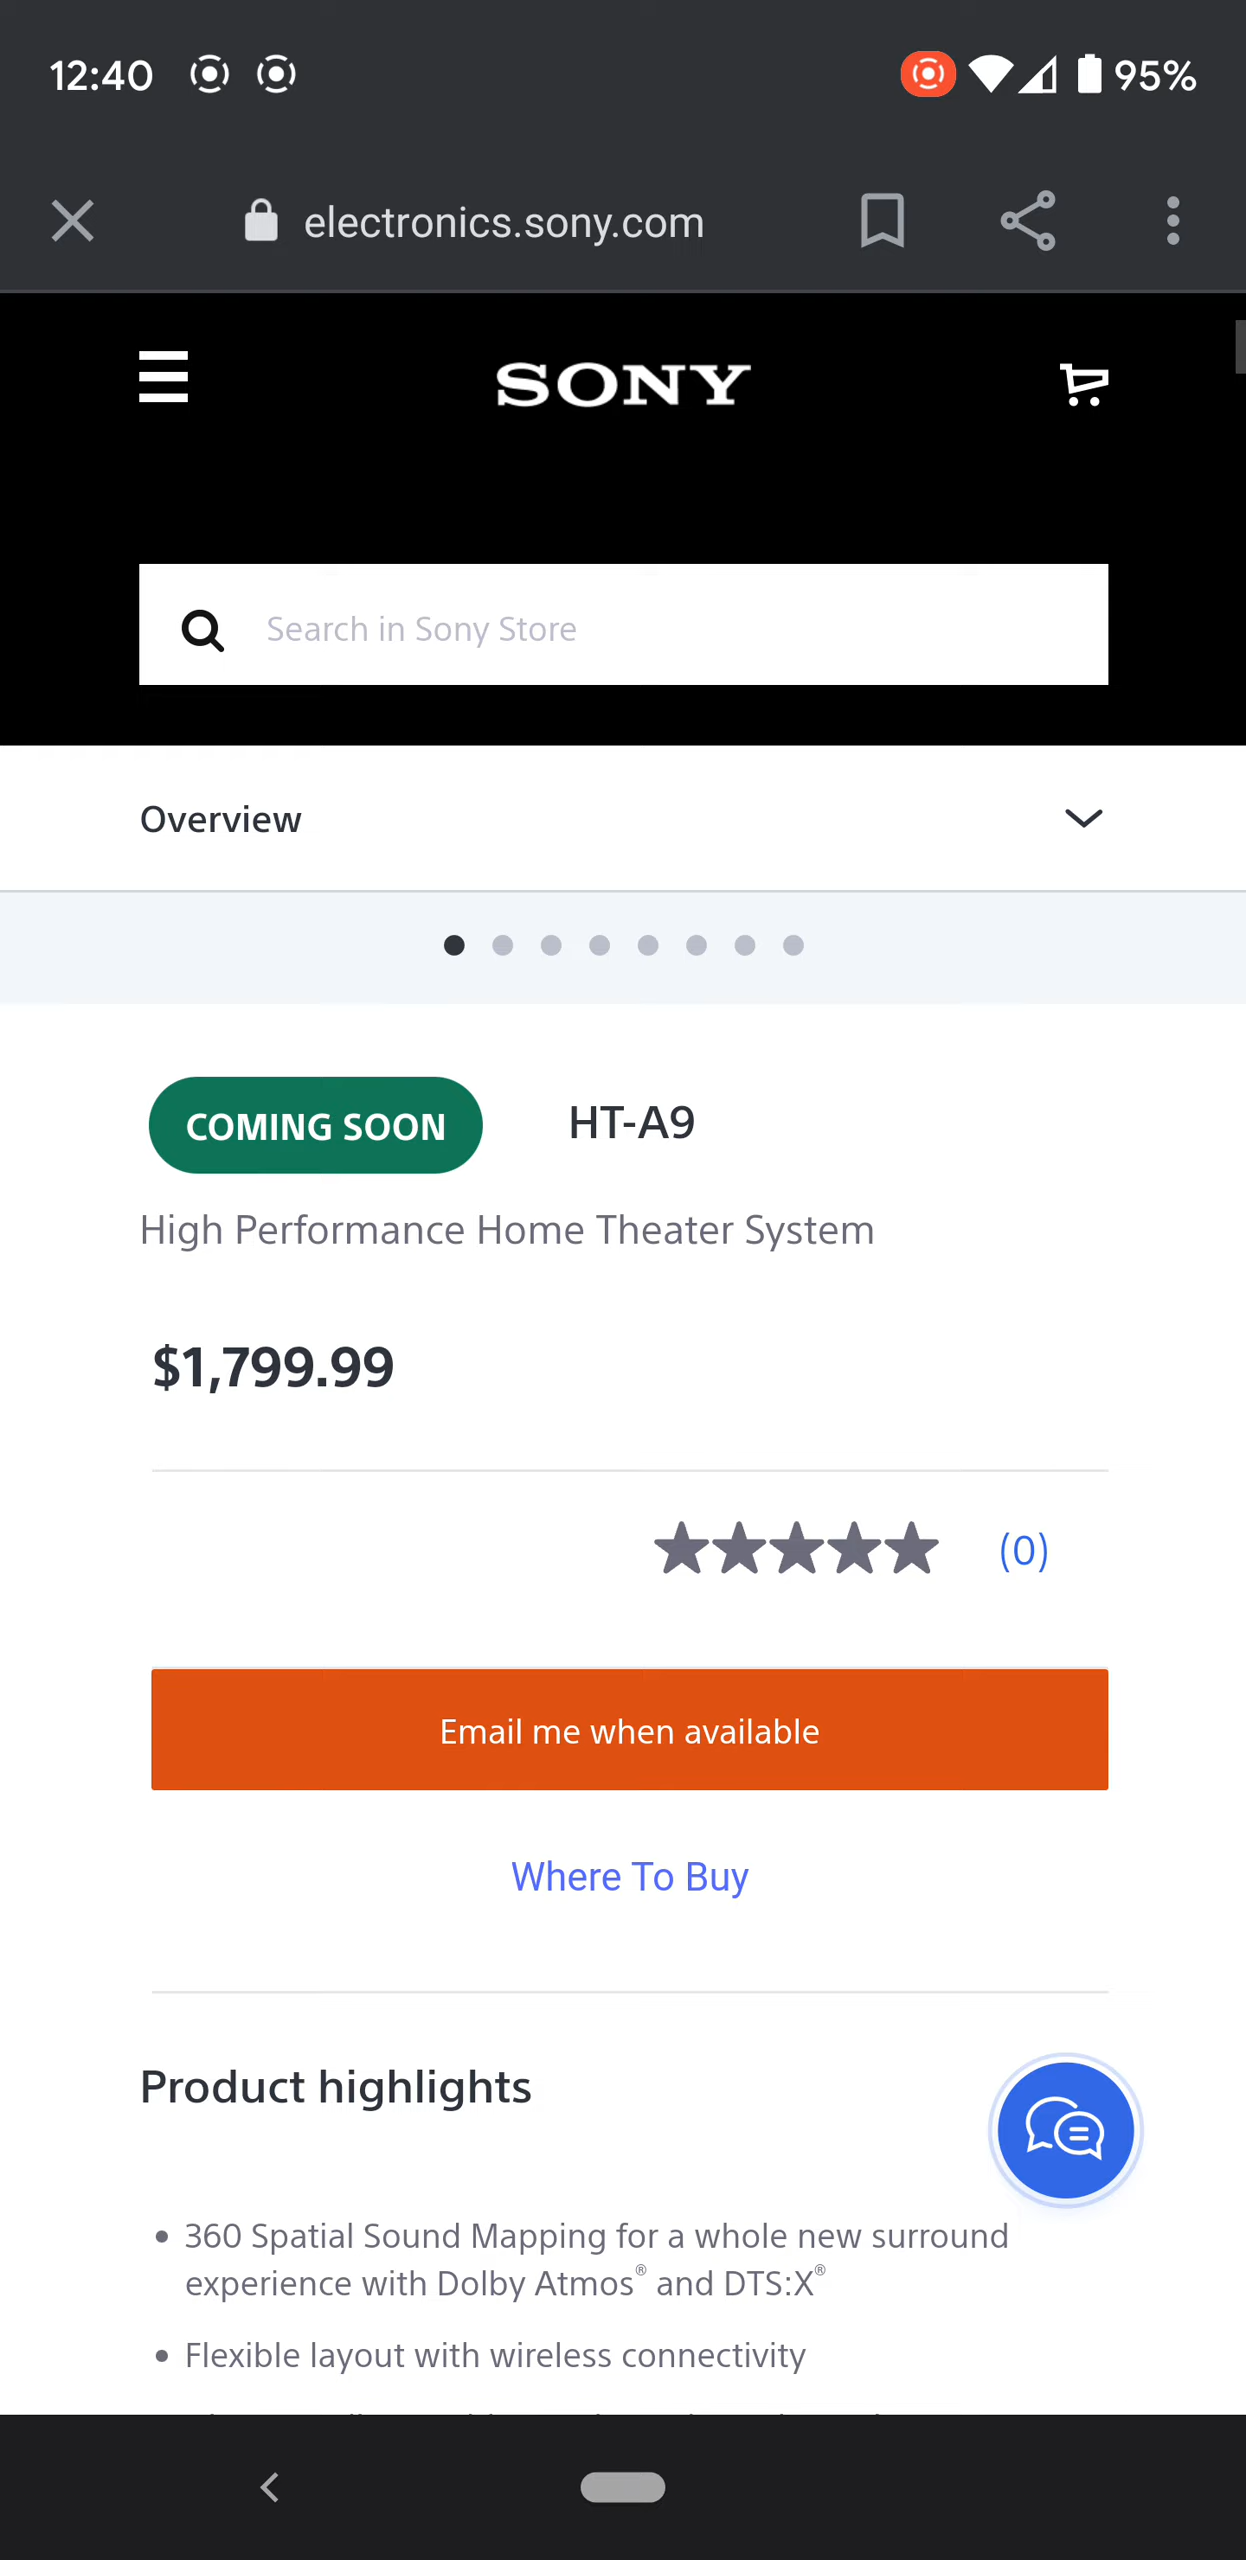 12:40 95%
electronics.sony.com
SONY
Search in Sony Store
Overview
COMING SOON HT-A9
High Performance Home Theater System
$1,799.99
(0)
Email me when available
Where To Buy
Product highlights
• 360 Spatial Sound Mapping for a whole new surround
experience with Dolby Atmos® and DTS:X®
• Flexible layout with wireless connectivity